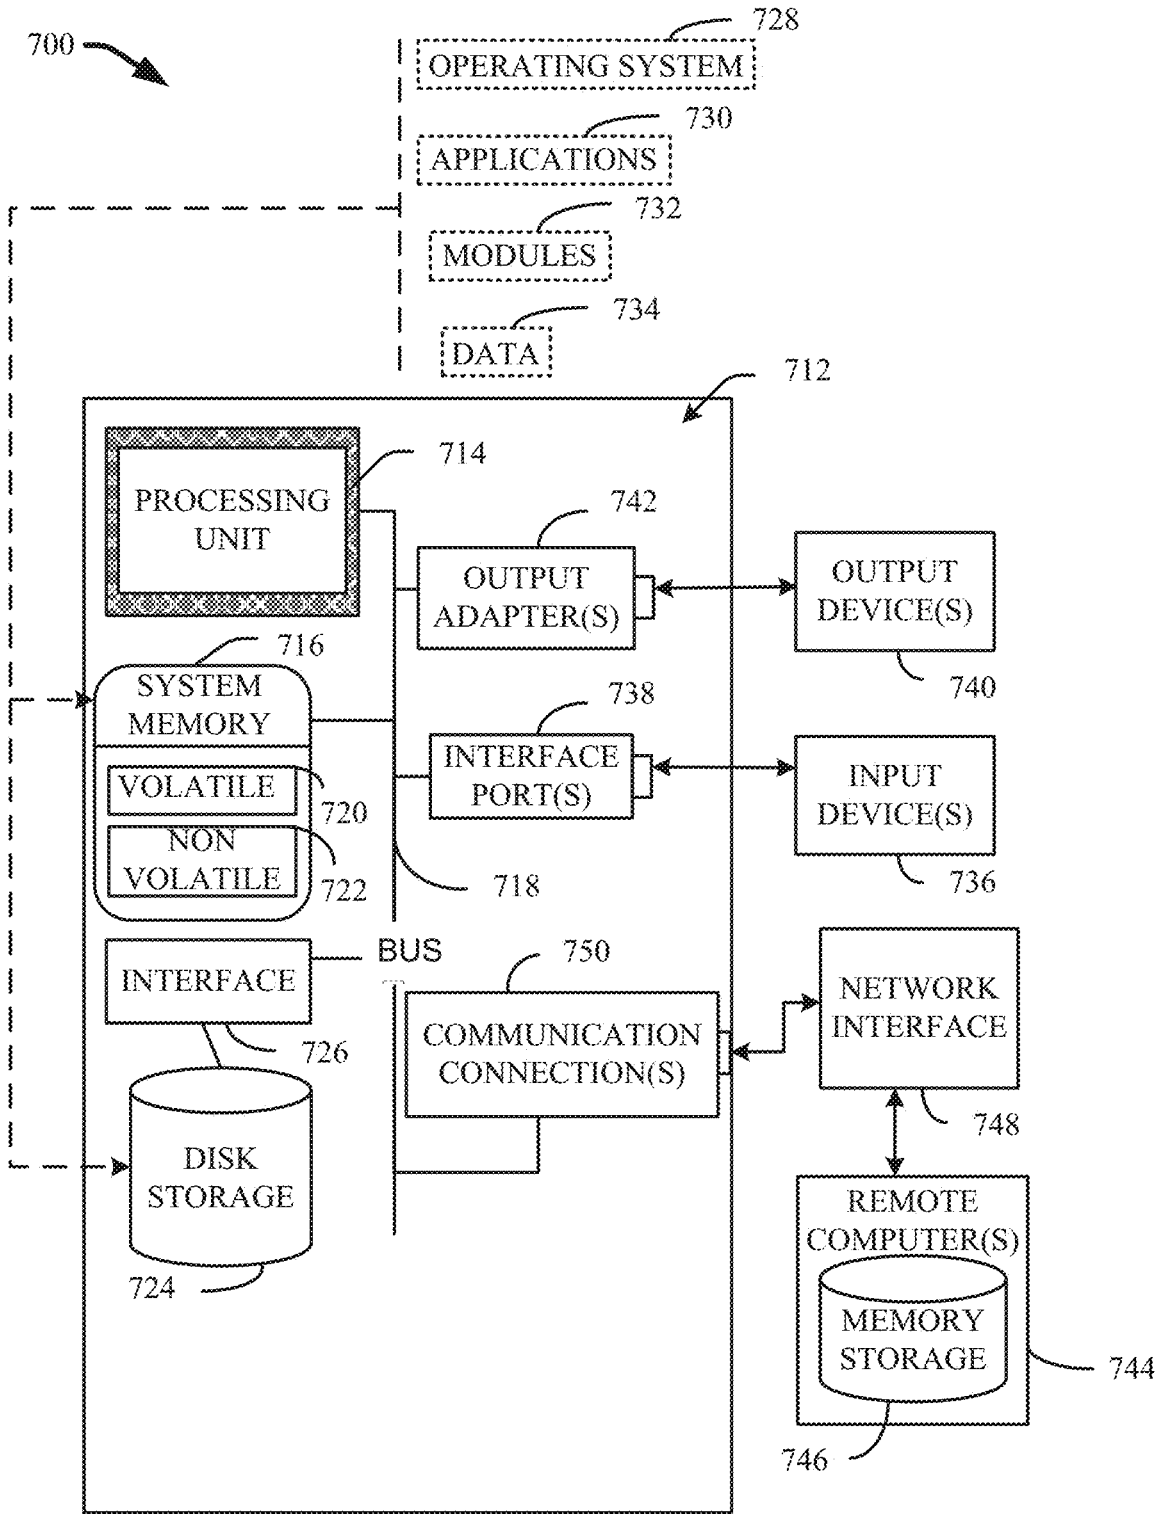 700
728
OPERATING SYSTEM
730
APPLICATIONS
732
MODULES
734
DATA
712
714
PROCESSING
UNIT
742
OUTPUT
ADAPTER(S)
OUTPUT
DEVICE(S)
740
716
SYSTEM
MEMORY
738
INTERFACE
PORT(S)
INPUT
DEVICE(S)
736
VOLATILE
720
NON
VOLATILE
722
718
BUS
INTERFACE
726
750
COMMUNICATION
CONNECTION(S)
NETWORK
INTERFACE
748
DISK
STORAGE
724
REMOTE
COMPUTER(S)
MEMORY
STORAGE
744
746